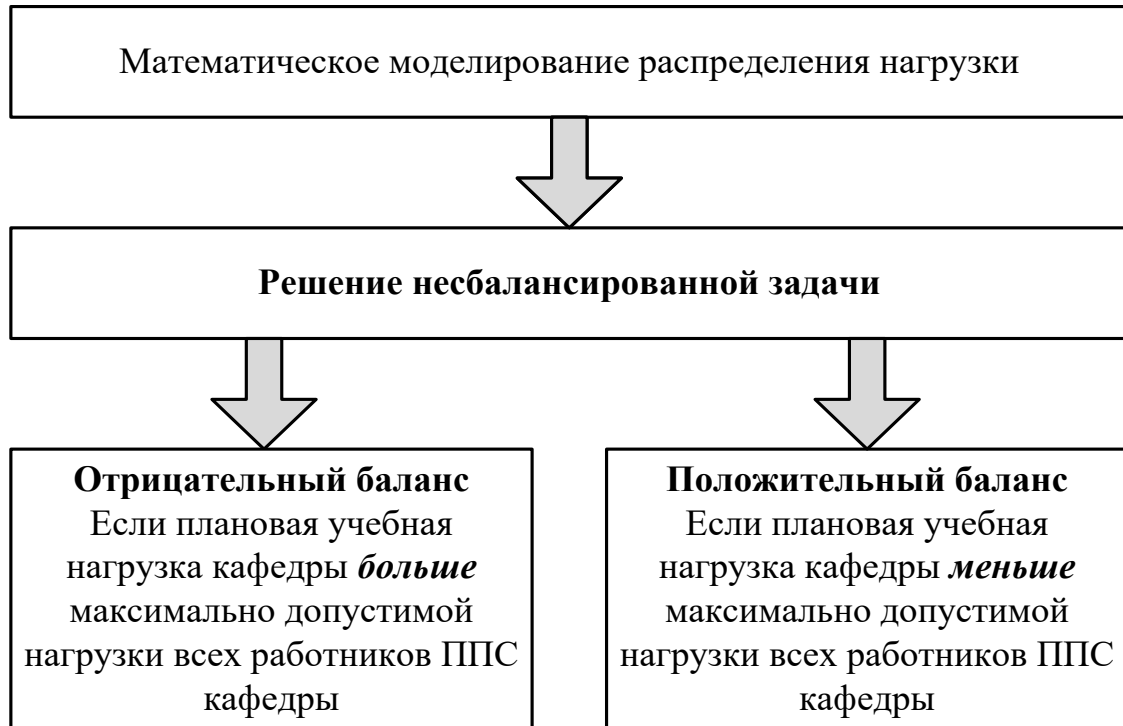 Математическое моделирование распределения нагрузки
Решение несбалансированной задачи
Отрицательный баланс
Если плановая учебная
нагрузка кафедры больше
максимально допустимой
нагрузки всех работников ППС
кафедры
Положительный баланс
Если плановая учебная
нагрузка кафедры меньше
максимально допустимой
нагрузки всех работников ППС
кафедры